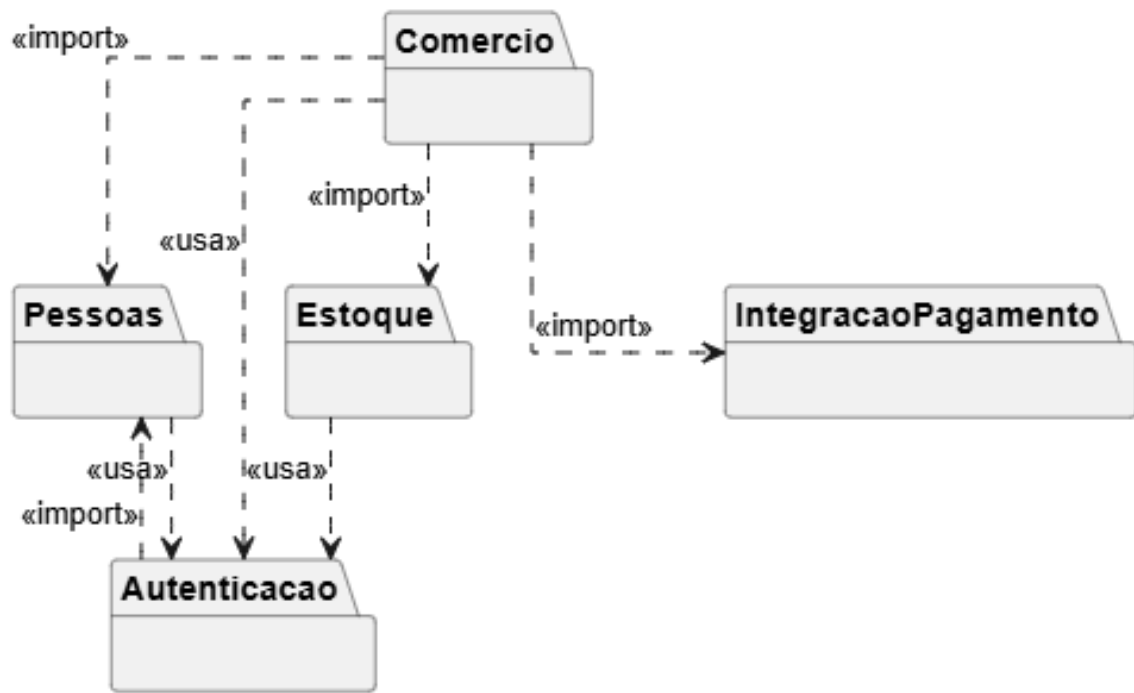 «import»
Comercio
«import»
«usa»
Pessoas
Estoque
IntegracaoPagamento
«import»
«usa»
«usa»
«import»
Autenticacao